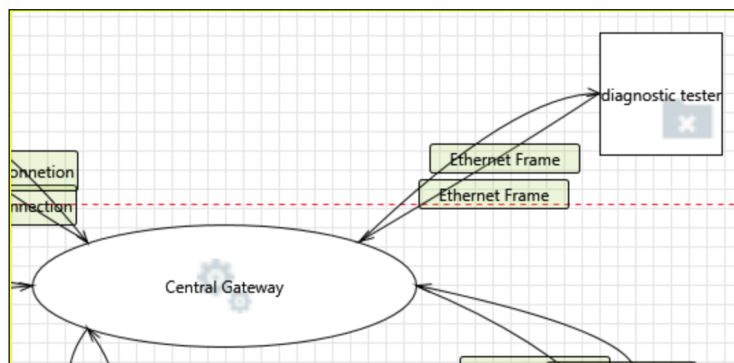 diagnostic tester
Ethernet Frame
onnetion
Ethernet Frame
nnection
Central Gateway